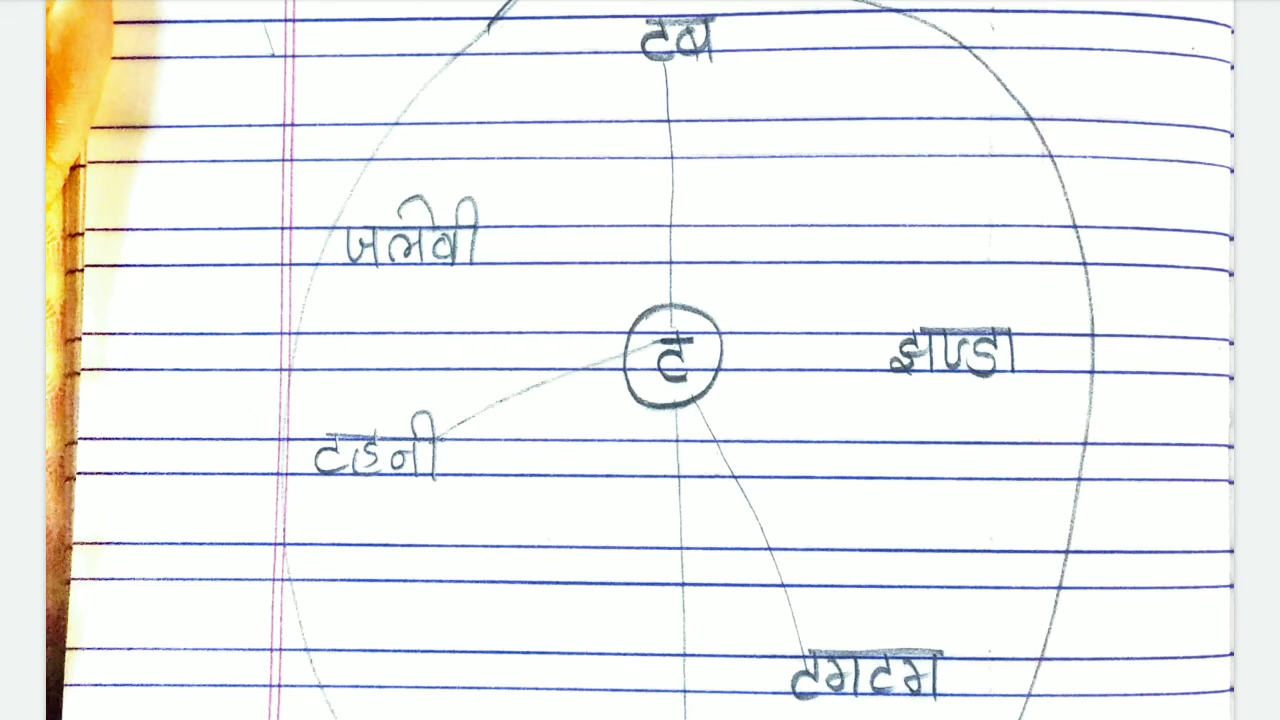 टब
जलेबी
ट
झण्डा
टहनी
टमटम